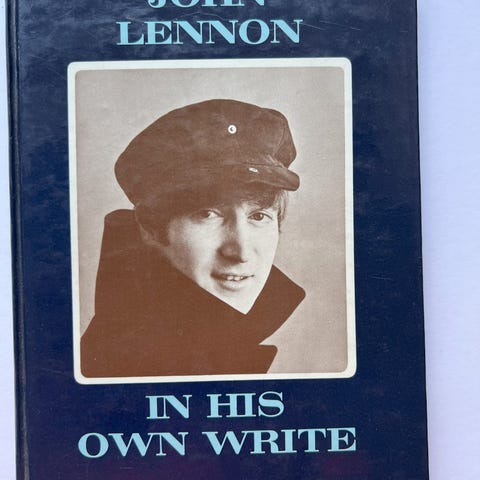 JOHN
LENNON
IN HIS
OWN WRITE